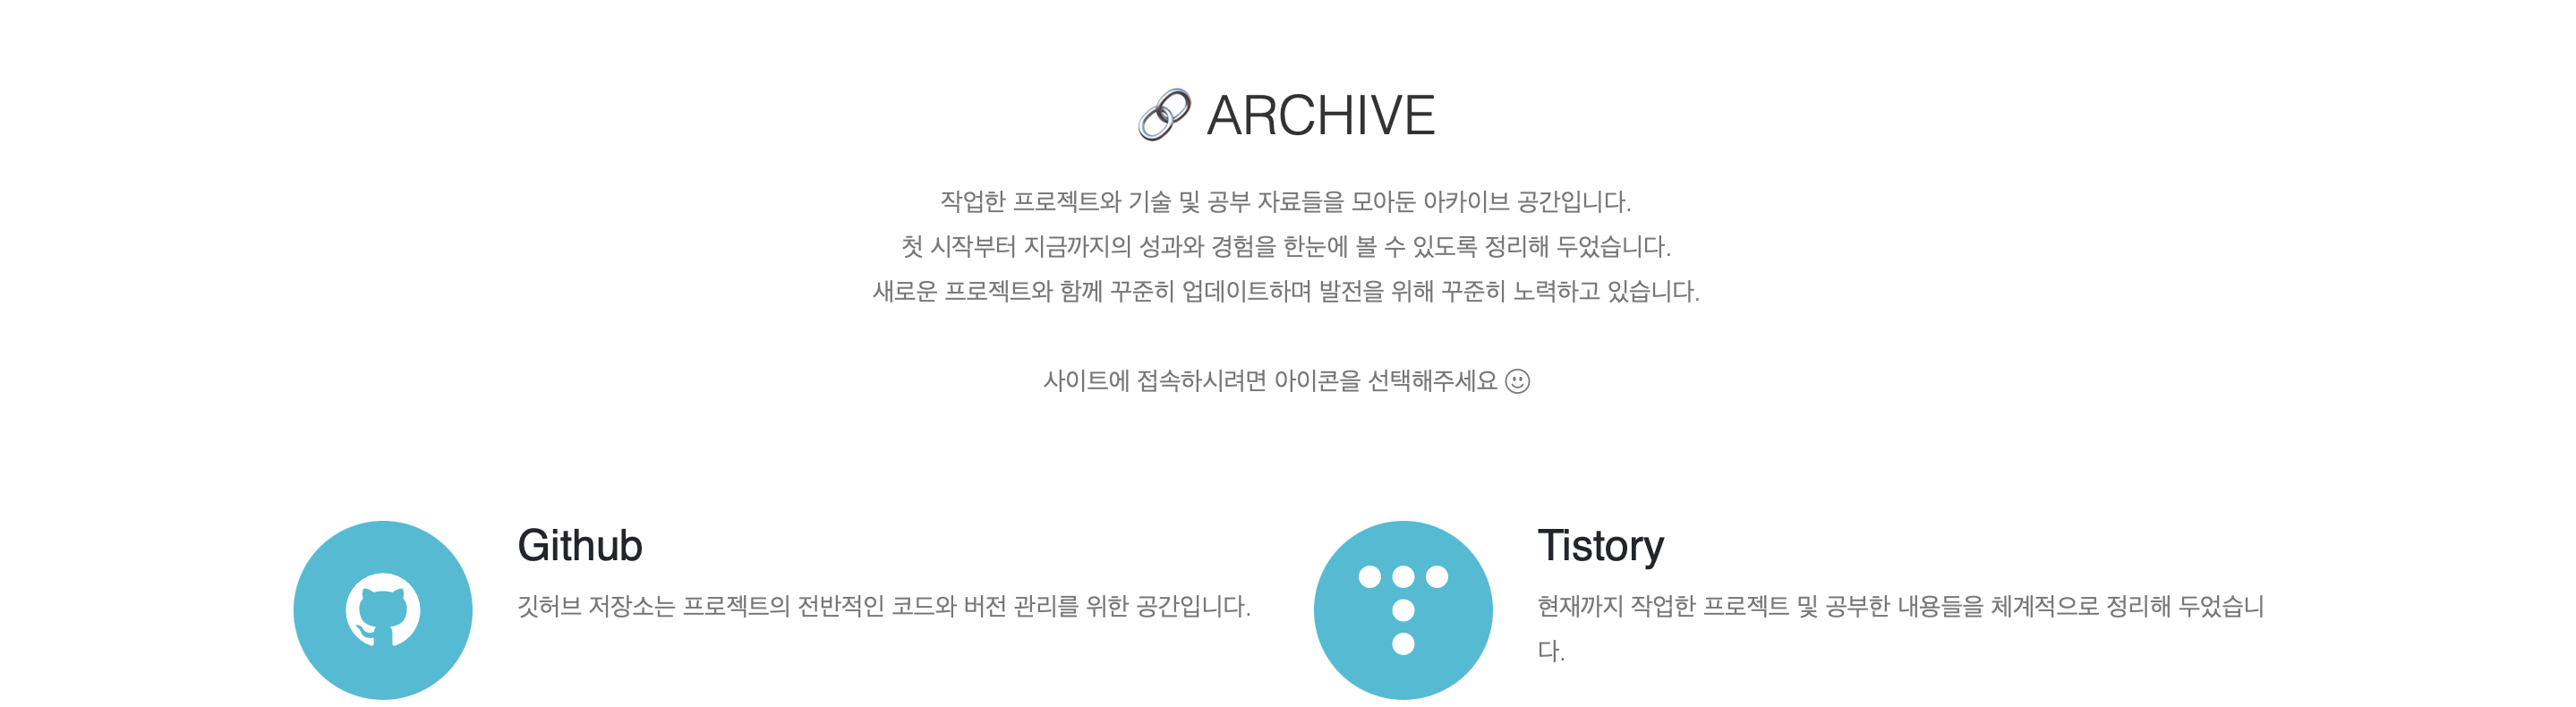 🔗 ARCHIVE
작업한 프로젝트와 기술 및 공부 자료들을 모아둔 아카이브 공간입니다.
첫 시작부터 지금까지의 성과와 경험을 한눈에 볼 수 있도록 정리해 두었습니다.
새로운 프로젝트와 함께 꾸준히 업데이트하며 발전을 위해 꾸준히 노력하고 있습니다.
사이트에 접속하시려면 아이콘을 선택해주세요 ☺
Github
깃허브 저장소는 프로젝트의 전반적인 코드와 버전 관리를 위한 공간입니다.
Tistory
현재까지 작업한 프로젝트 및 공부한 내용들을 체계적으로 정리해 두었습니
다.